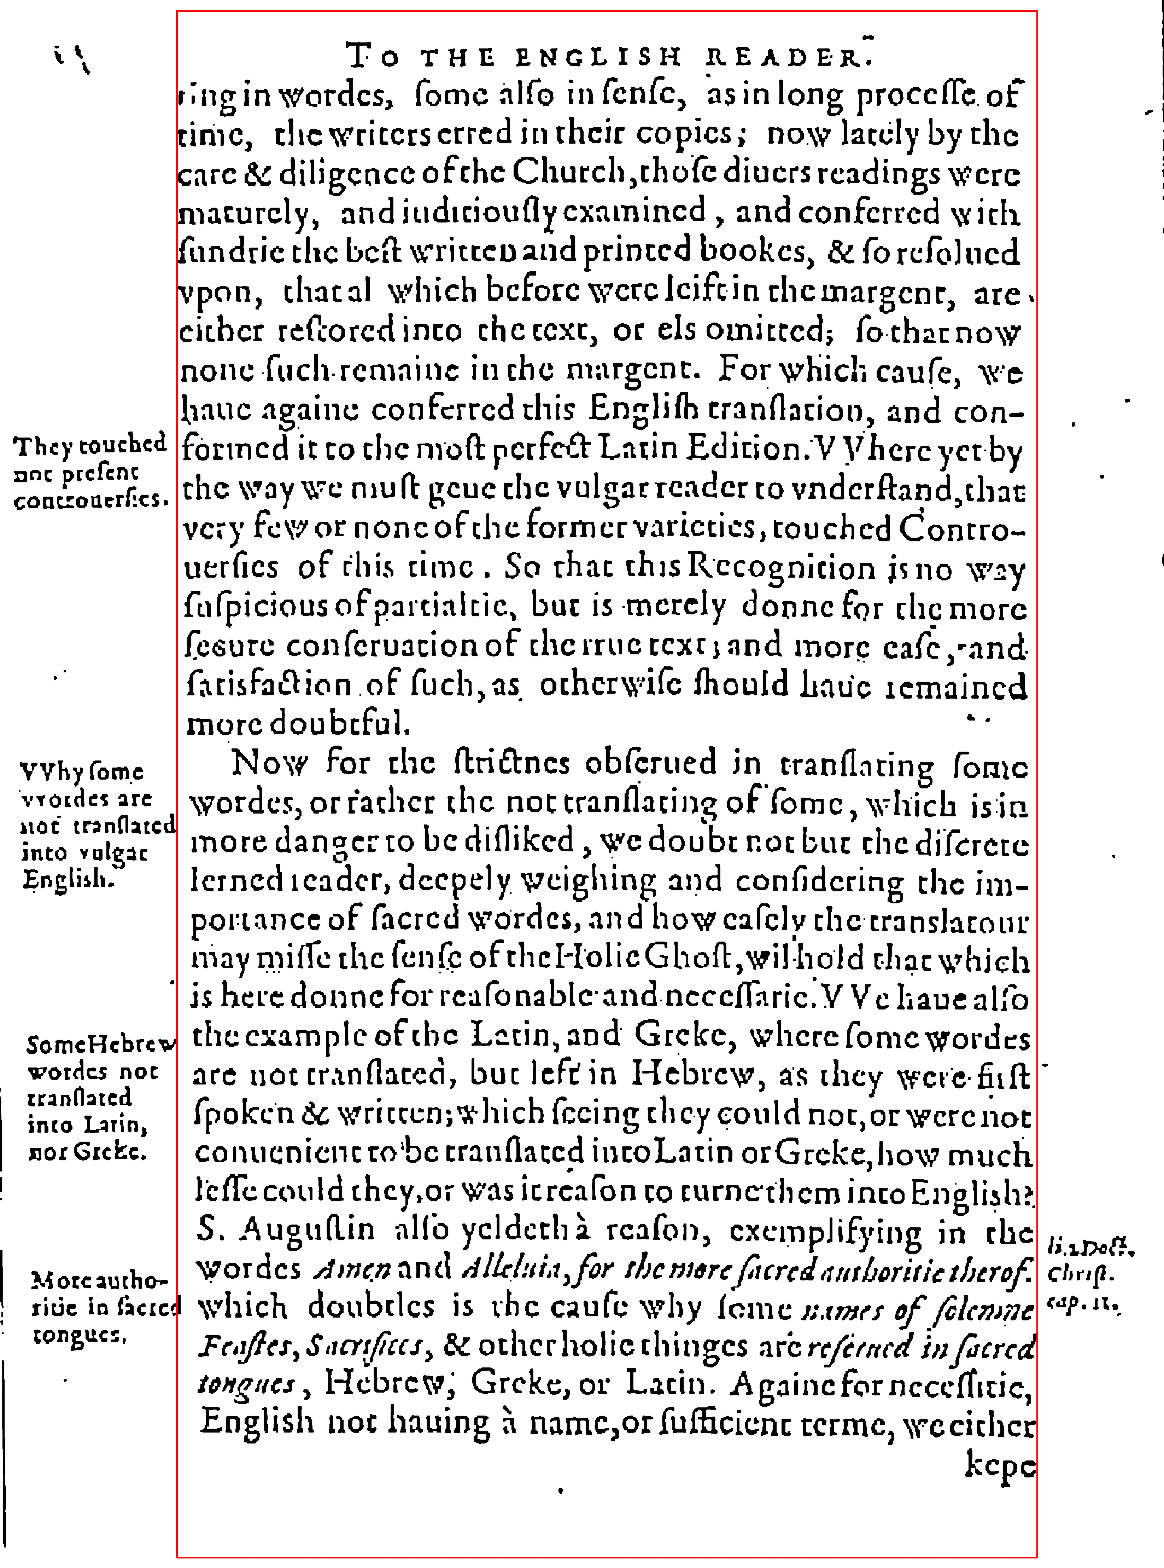 TO THE ENGLISH READER.
ring in wordes, ſome alſo in ſenſe, as in long proceſſe of
time, the writers erred in their copies; now lately by the
care & diligence of the Church, thoſe diuers readings were
maturely, and iudiciouſly examined, and conferred with
ſundrie the beſt written and printed bookes, & ſo reſolued
vpon, that al which before were leift in the margent, are
either reſtored into the text, or els omitted; ſo that now
none ſuch remaine in the margent. For which cauſe, we
haue againe conferred this Engliſh tranſlation, and con-
formed it to the moſt perfect Latin Edition. VVhere yet by
the way we muſt geue the vulgar reader to vnderſtand, that
very few or none of the former varieties, touched Contro-
uerſies of this time. So that this Recognition is no way
ſuſpicious of partialtie, but is merely donne for the more
ſecure conſeruation of the true text; and more eaſe, and
ſatisfaction of ſuch, as otherwiſe ſhould haue remained
more doubtful.
Now for the ſtrictnes obſerued in tranſlating ſome
wordes, or rather the not tranſlating of ſome, which is in
more danger to be diſliked, we doubt not but the diſcrete
lerned reader, deepely weighing and conſidering the im-
portance of ſacred wordes, and how eaſely the translatour
may miſſe the ſenſe of the Holie Ghoſt, wil hold that which
is here donne for reaſonable and neceſſarie. VVe haue alſo
the example of the Latin, and Greke, where ſome wordes
are not tranſlated, but left in Hebrew, as they were firſt
ſpoken & written; which ſeeing they could not, or were not
conuenient to be tranſlated into Latin or Greke, how much
leſſe could they, or was it reaſon to turne them into English?
S. Auguſtin alſo yeldeth à reaſon, exemplifying in the
wordes Amen and Alleluia, for the more ſacred authoritie therof.
which doubtles is the cauſe why ſome names of ſolemne
Feaſtes, Sacrifices, & other holie thinges are reſerued in ſacred
tongues, Hebrew, Greke, or Latin. Againe for neceſſitie,
English not hauing à name, or ſufficient terme, we either
kepe
They touched
not preſent
controuerſies.
VVhy ſome
vvordes are
not tranſlated
into vulgar
English.
Some Hebrew
wordes not
tranſlated
into Latin,
nor Greke.
More autho-
ritie in ſacred
tongues.
li. 2. Doct.
Chriſt.
cap. 11.